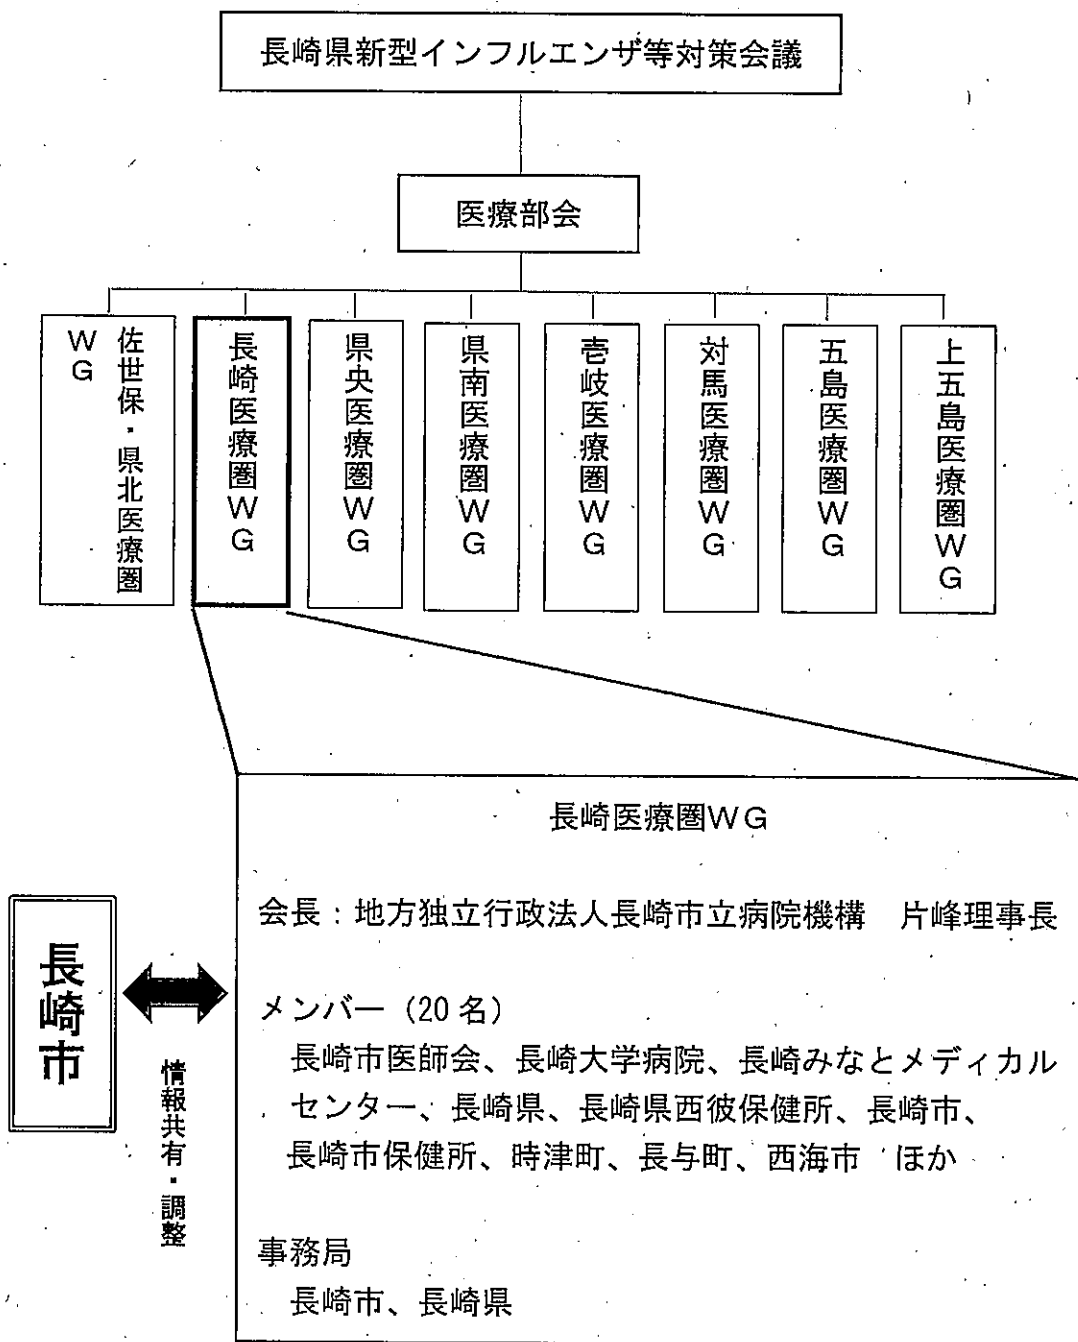 長崎県新型インフルエンザ等対策会議
医療部会
佐世保・県北医療圏
WG
長崎医療圏WG
県央医療圏WG
県南医療圏WG
壱岐医療圏WG
対馬医療圏WG
五島医療圏WG
上五島医療圏WG
長崎医療圏WG
会長：地方独立行政法人長崎市立病院機構　片峰理事長
メンバー（20名）
長崎市医師会、長崎大学病院、長崎みなとメディカル
センター、長崎県、長崎県西彼保健所、長崎市、
長崎市保健所、時津町、長与町、西海市　ほか
事務局
長崎市、長崎県
長崎市
情報共有・調整